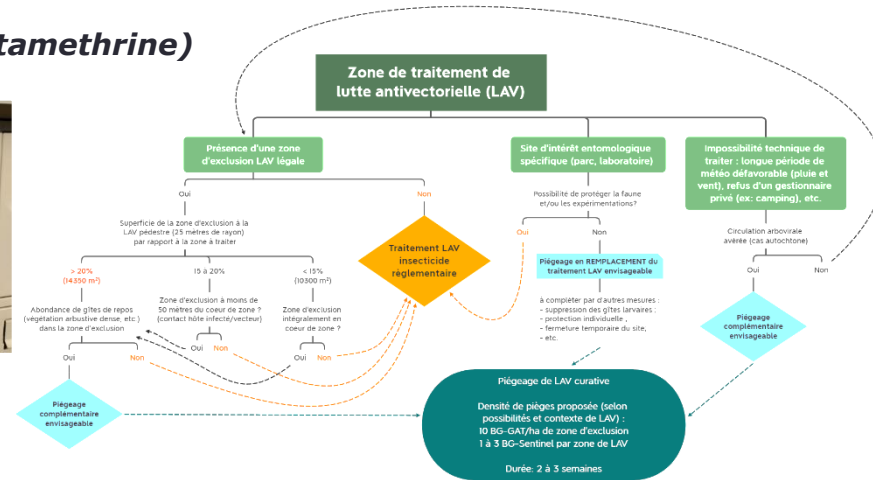 tamethrine)
Zone de traitement de
lutte antivectorielle (LAV)
Présence d'une zone
d'exclusion LAV légale
Site d'intérêt entomologique
spécifique (parc, laboratoire)
Impossibilité technique de
traiter : longue période de
météo défavorable (pluie et
vent), refus d'un gestionnaire
privé (ex: camping), etc.
Oui
Non
Superficie de la zone d'exclusion à la
LAV pédestre (25 mètres de rayon)
par rapport à la zone à traiter
Traitement LAV
insecticide
règlementaire
Possibilité de protéger la faune
et/ou les expérimentations?
Oui
Non
Circulation arbovirale
avérée (cas autochtone)
Oui
Non
> 20%
(14350 m²)
15 à 20%
< 15%
(10300 m²)
Abondance de gîtes de repos
(végétation arbustive dense, etc.)
dans la zone d'exclusion
Oui
Non
Zone d'exclusion à moins de
50 mètres du coeur de zone ?
(contact hôte infecté/vecteur)
Oui
Non
Zone d'exclusion
intégralement en
coeur de zone ?
Oui
Non
Piégeage en REMPLACEMENT du
traitement LAV envisageable
à compléter par d'autres mesures :
- suppression des gîtes larvaires ;
- protection individuelle ,
- fermeture temporaire du site,
- etc.
Piégeage
complémentaire
envisageable
Piégeage
complémentaire
envisageable
Piégeage de LAV curative
Densité de pièges proposée (selon
possibilités et contexte de LAV) :
10 BG-GAT/ha de zone d'exclusion
1 à 3 BG-Sentinel par zone de LAV
Durée: 2 à 3 semaines